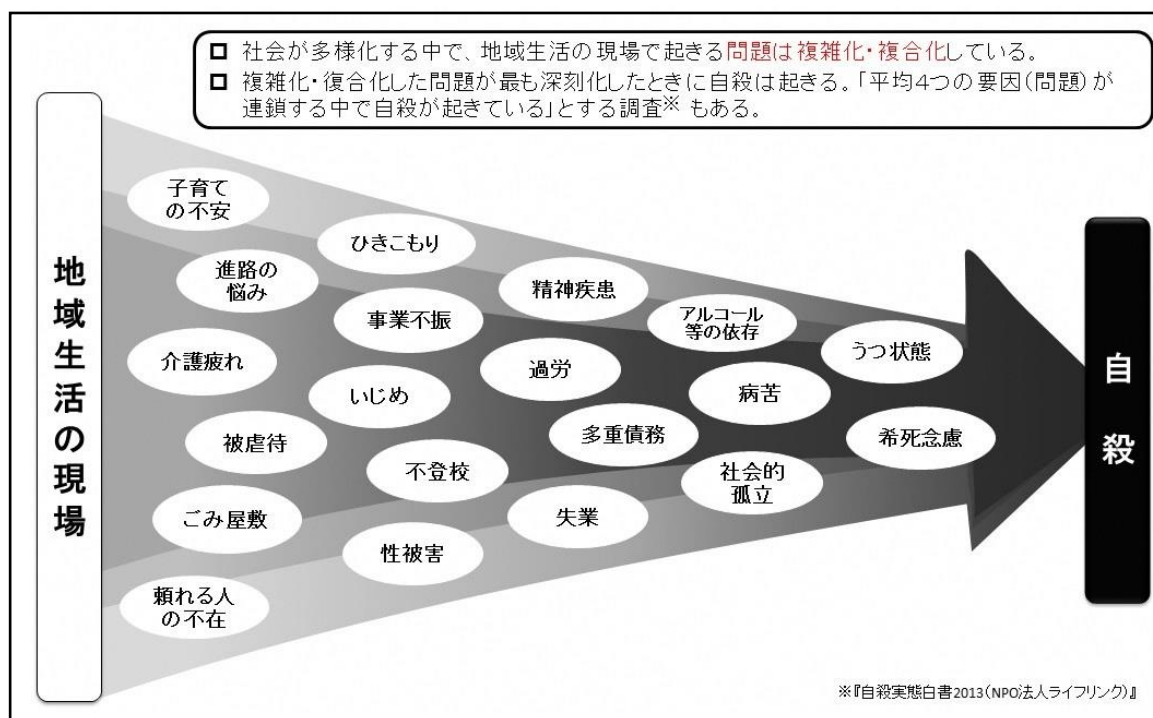 □ 社会が多様化する中で、地域生活の現場で起きる問題は複雑化・複合化している。
□ 複雑化・復合化した問題が最も深刻化したときに自殺は起きる。「平均4つの要因(問題)が
連鎖する中で自殺が起きている」とする調査※ もある。
地域生活の現場
子育て
の不安
進路の
悩み
介護疲れ
被虐待
ごみ屋敷
頼れる人
の不在
ひきこもり
事業不振
いじめ
不登校
性被害
精神疾患
過労
多重債務
失業
アルコール
等の依存
病苦
社会的
孤立
うつ状態
希死念慮
自殺
※『自殺実態白書2013(NPO法人ライフリンク)』